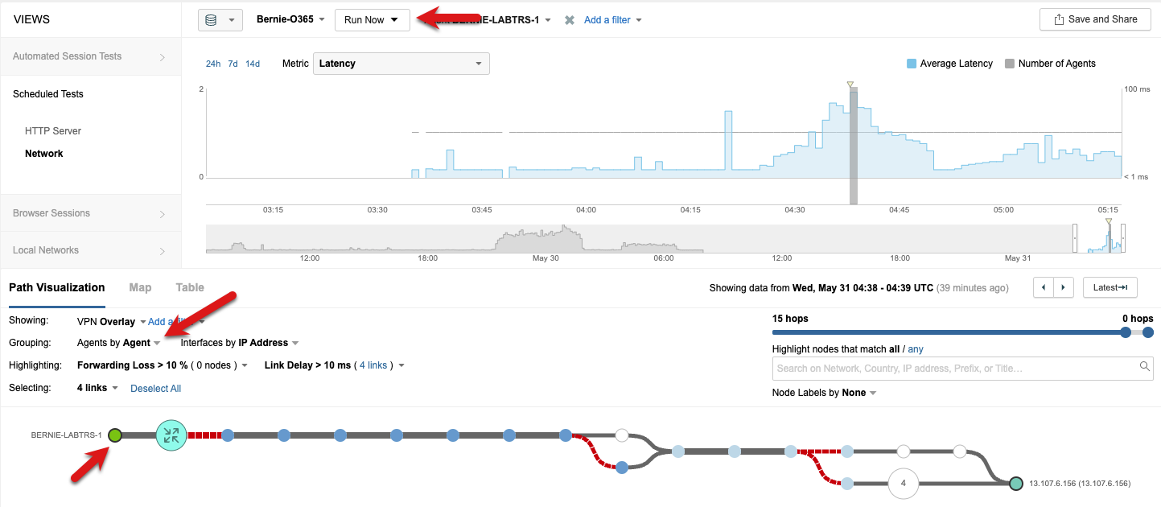 VIEWS
Bernie-O365
Run Now
BERNIE-LABTRS-1
Add a filter
Save and Share
Automated Session Tests
Scheduled Tests
HTTP Server
Network
Browser Sessions
Local Networks
24h 7d 14d
Metric
Latency
Average Latency
Number of Agents
2
100 ms
0
< 1 ms
03:15 03:30 03:45 04:00 04:15 04:30 04:45 05:00 05:15
12:00 18:00 May 30 06:00 12:00 18:00 May 31
Path Visualization Map Table
Showing data from Wed, May 31 04:38 - 04:39 UTC (39 minutes ago)
Latest
Showing: VPN Overlay Add a
Grouping: Agents by Agent Interfaces by IP Address
Highlighting: Forwarding Loss > 10 % ( 0 nodes ) Link Delay > 10 ms ( 4 links )
Selecting: 4 links Deselect All
15 hops 0 hops
Highlight nodes that match all / any
Search on Network, Country, IP address, Prefix, or Title…
Node Labels by None
BERNIE-LABTRS-1
4
13.107.6.156 (13.107.6.156)